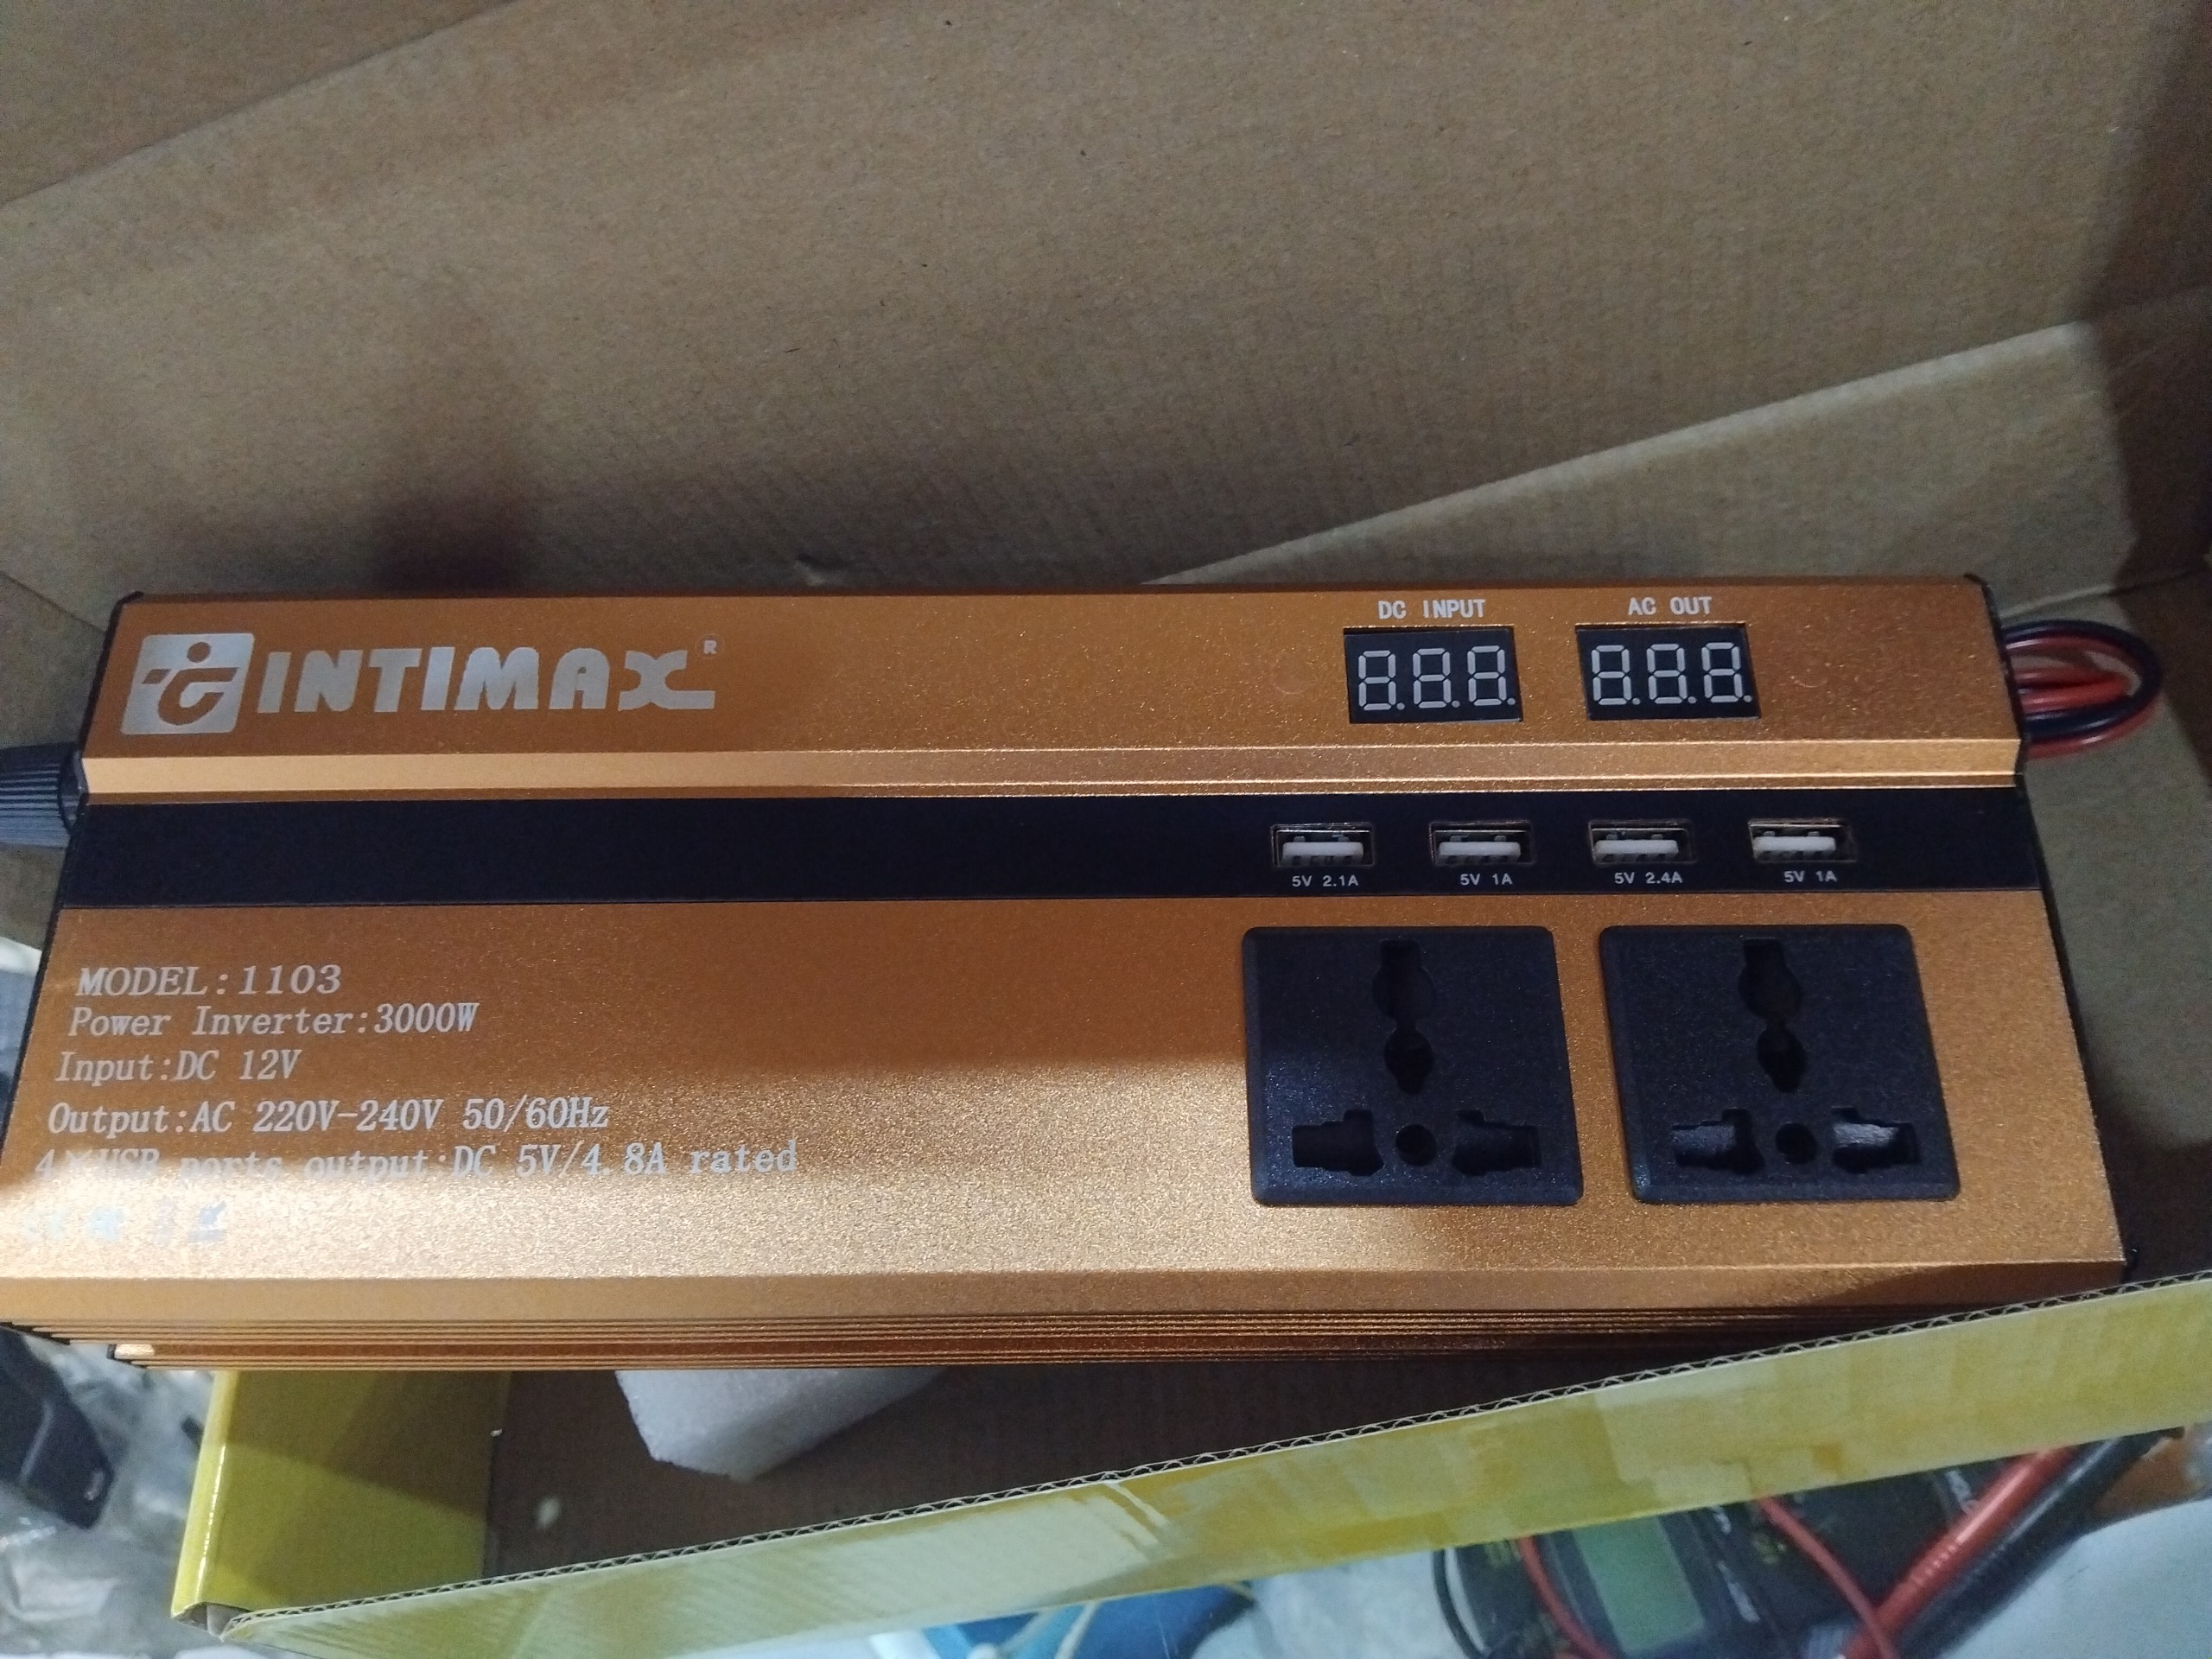 INTIMAX®
DC INPUT
AC OUT
8.8.8.
8.8.8.
5V 2.1A
5V 1A
5V 2.4A
5V 1A
MODEL:1103
Power Inverter:3000W
Input:DC 12V
Output:AC 220V-240V 50/60Hz
4×USB ports output:DC 5V/4.8A rated